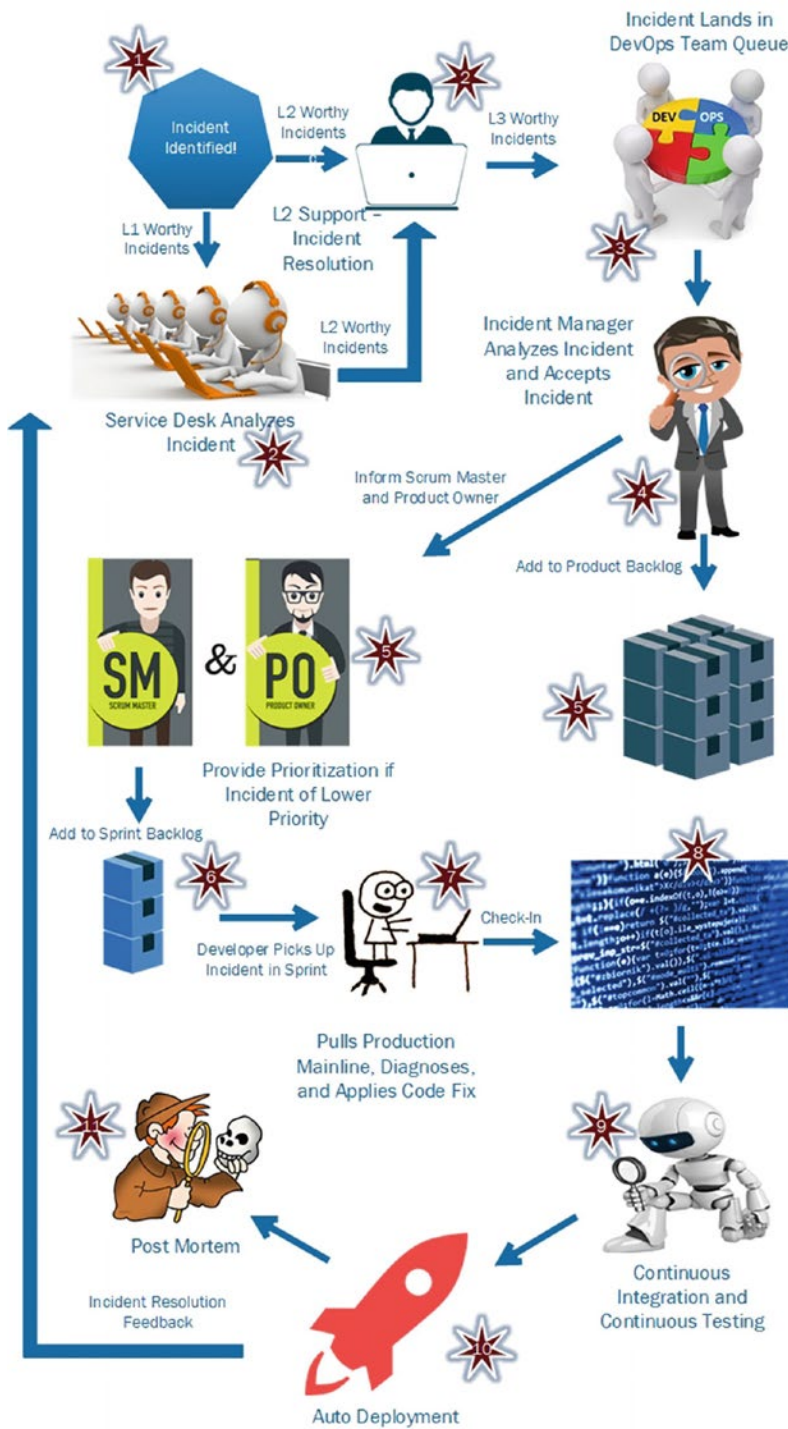 Incident Lands in
DevOps Team Queue
1
2
Incident
Identified!
L2 Worthy
Incidents
L3 Worthy
Incidents
DEV
OPS
L1 Worthy
Incidents
L2 Support –
Incident
Resolution
3
L2 Worthy
Incidents
Incident Manager
Analyzes Incident
and Accepts
Incident
Service Desk Analyzes
Incident
2
Inform Scrum Master
and Product Owner
4
Add to Product Backlog
SM
SCRUM MASTER
&
PO
PRODUCT OWNER
5
5
Provide Prioritization if
Incident of Lower
Priority
Add to Sprint Backlog
6
7
8
Developer Picks Up
Incident in Sprint
Check-In
Pulls Production
Mainline, Diagnoses,
and Applies Code Fix
11
9
Post Mortem
Continuous
Integration and
Continuous Testing
Incident Resolution
Feedback
10
Auto Deployment